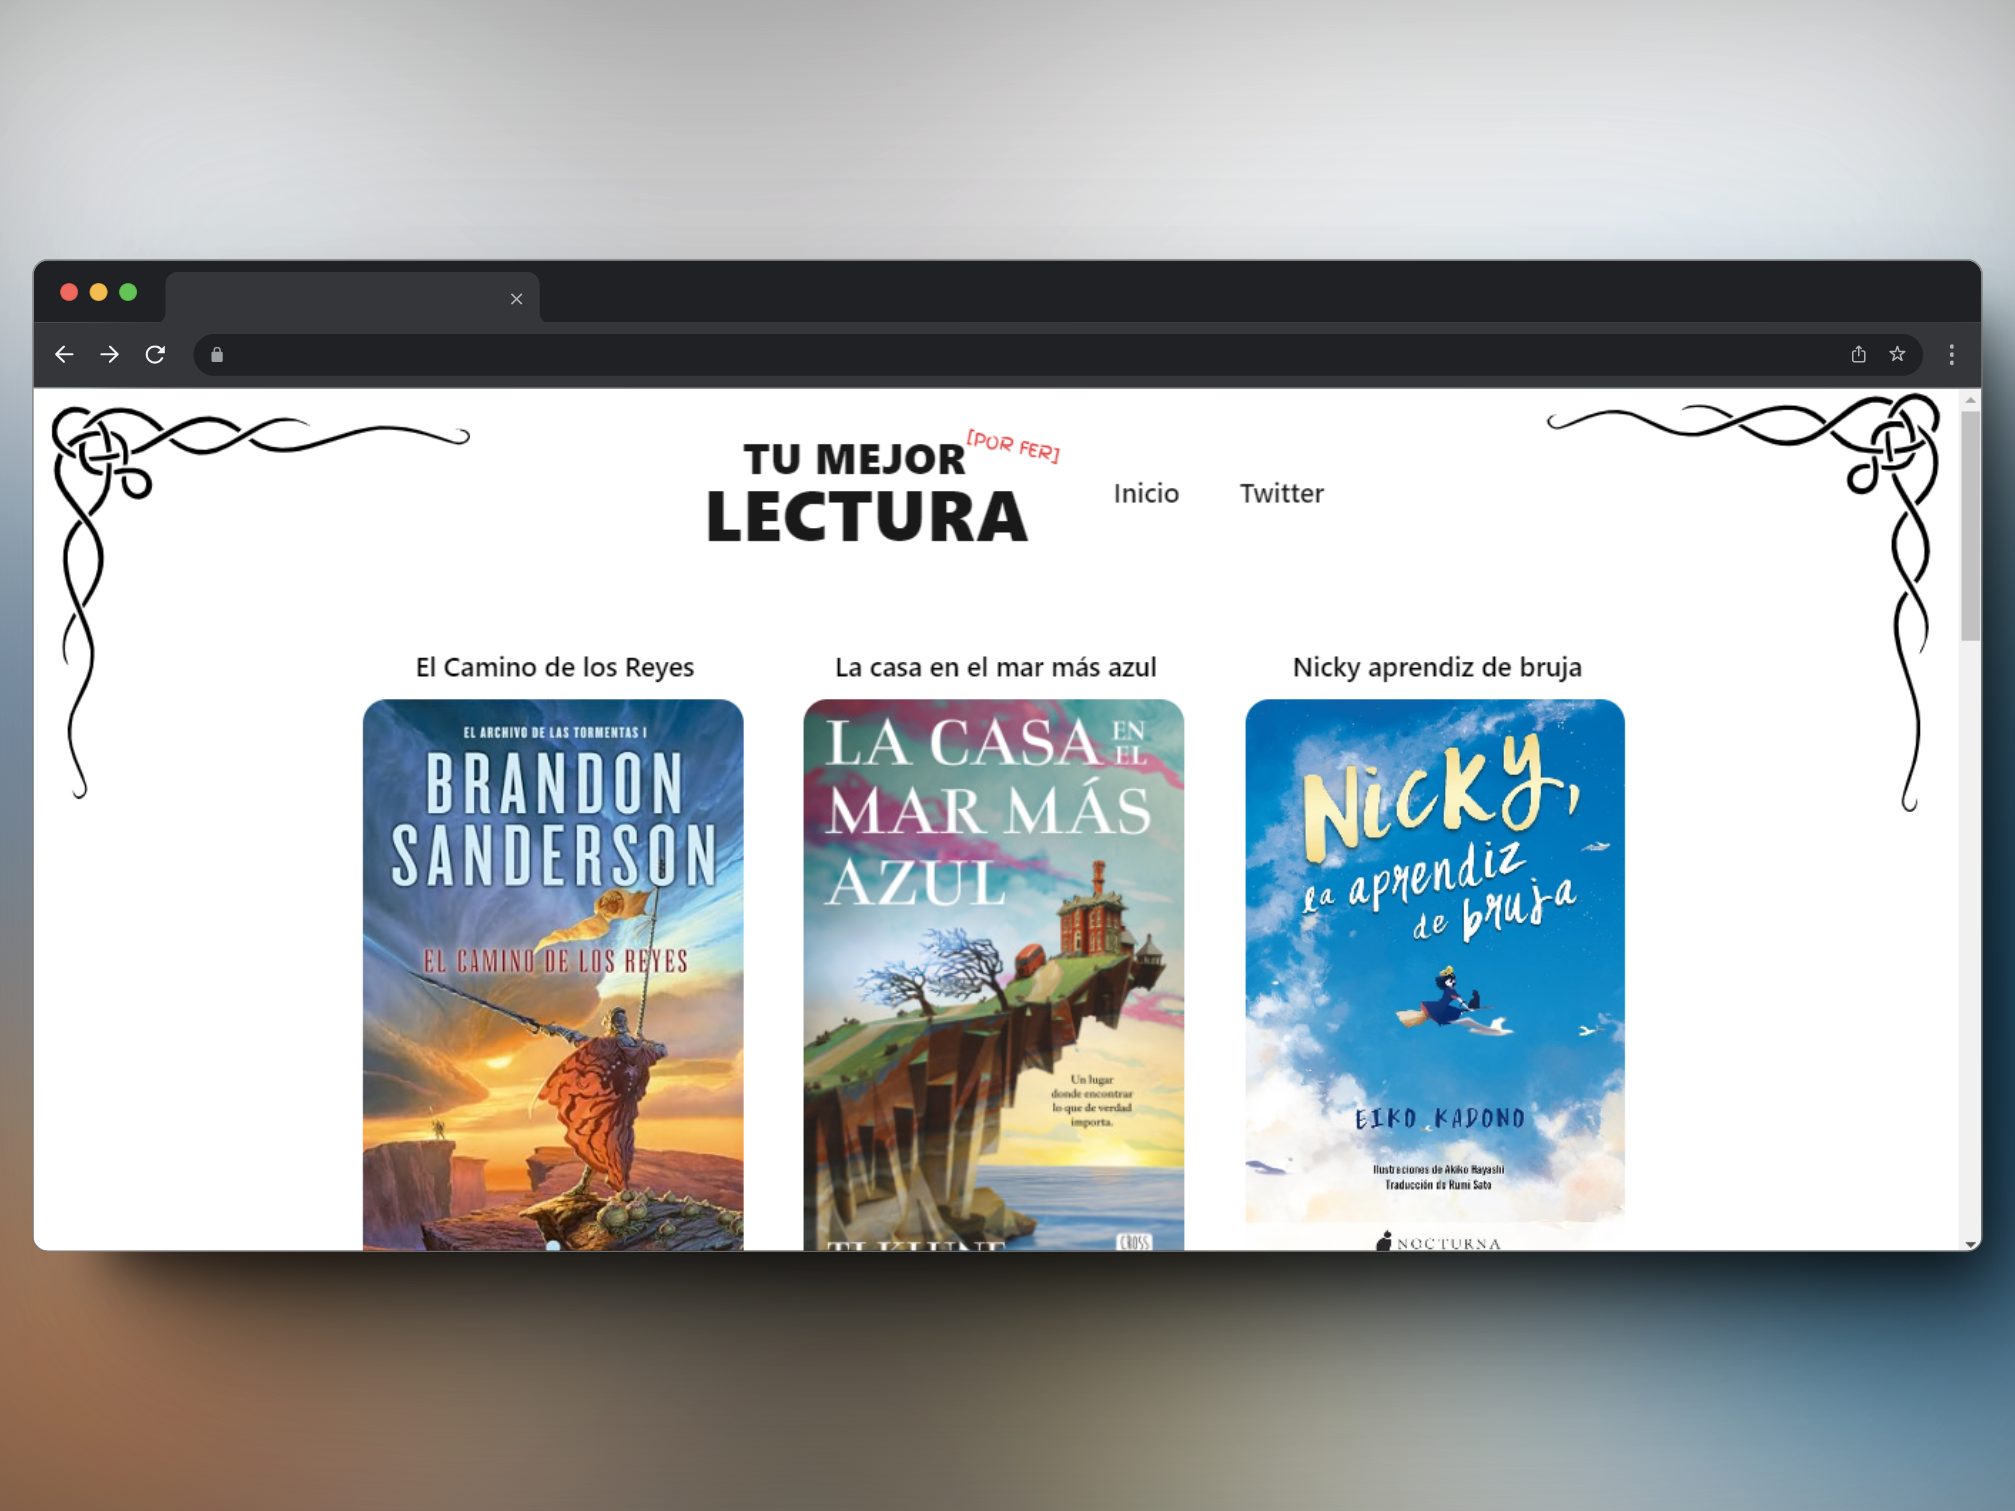 TU MEJOR
LECTURA
[POR FER]
Inicio
Twitter
El Camino de los Reyes
EL ARCHIVO DE LAS TORMENTAS I
BRANDON
SANDERSON
EL CAMINO DE LOS REYES
La casa en el mar más azul
LA CASA EN EL
MAR MÁS
AZUL
Un lugar
donde encontrar
lo que de verdad
importa.
TJ KLUNE
CROSS
Nicky aprendiz de bruja
Nicky,
la aprendiz
de bruja
EIKO KADONO
Ilustraciones de Akiko Hayashi
Traducción de Rumi Sato
NOCTURNA